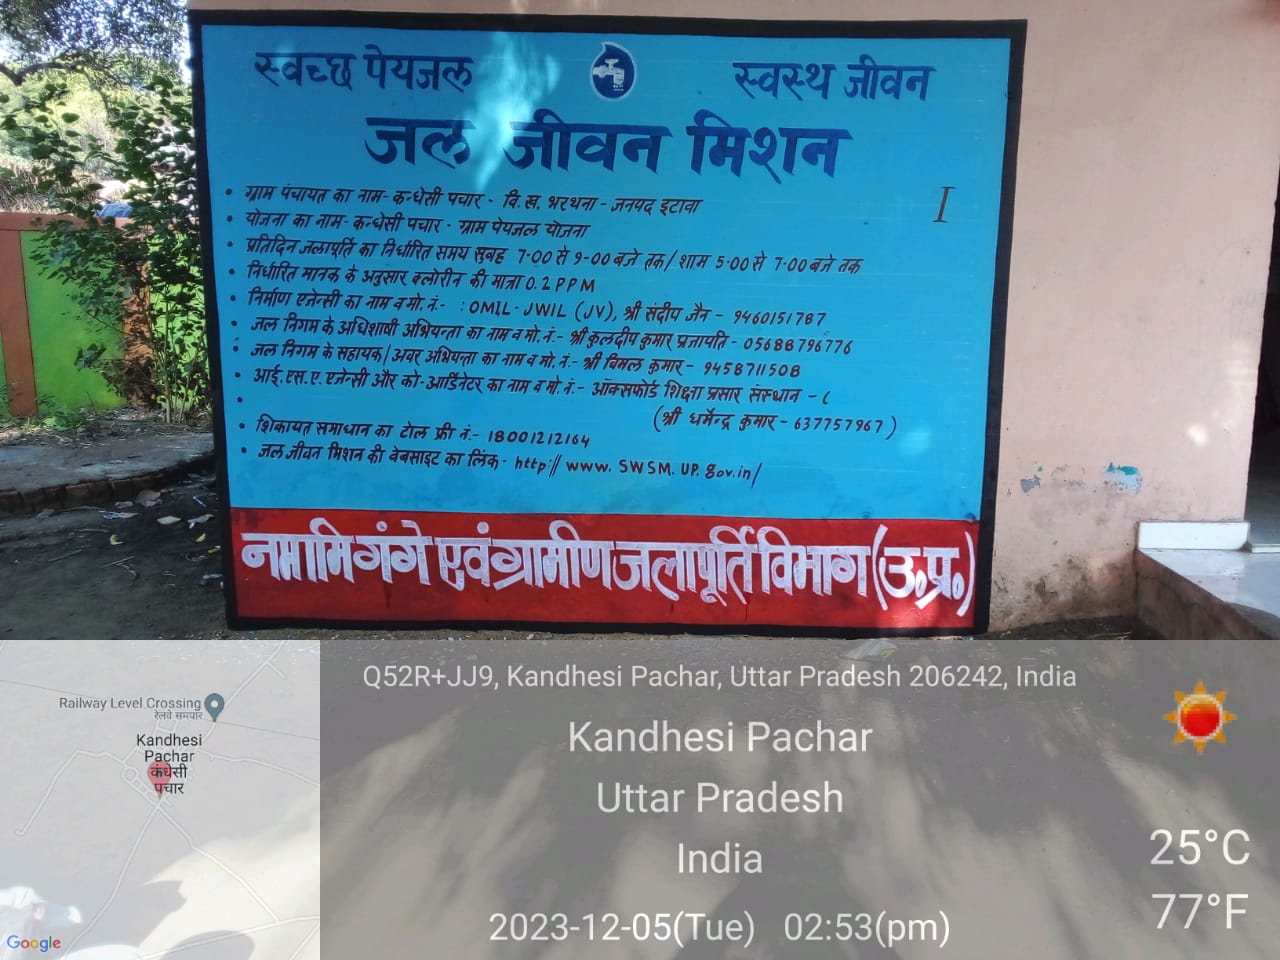 स्वच्छ पेयजल
स्वस्थ जीवन
जल जीवन मिशन
I
• ग्राम पंचायत का नाम- कन्धेसी पचार - वि.ख. भरथना - जनपद इटावा
• योजना का नाम- कन्धेसी पचार - ग्राम पेयजल योजना
• प्रतिदिन जलापूर्ति का निर्धारित समय सुबह 7-00 से 9-00 बजे तक / शाम 5:00 से 7:00 बजे तक
• निर्धारित मानक के अनुसार क्लोरीन की मात्रा 0.2 PPM
• निर्माण एजेन्सी का नाम व मो. नं.- : OMIL - JWIL (JV), श्री संदीप जैन - 9460151787
• जल निगम के अधिशाषी अभियन्ता का नाम व मो. नं.- श्री कुलदीप कुमार प्रजापति - 05688796776
• जल निगम के सहायक/अवर अभियन्ता का नाम व मो. नं.- श्री विमल कुमार - 9458711508
• आई.एस.ए. एजेन्सी और को-आर्डिनेटर का नाम व मो. नं.- ऑक्सफोर्ड शिक्षा प्रसार संस्थान - (
• (श्री धर्मेन्द्र कुमार - 637757967)
• शिकायत समाधान का टोल फ्री नं.- 18001212164
• जल जीवन मिशन की वेबसाइट का लिंक - http// www. SWSM. UP. gov.in/
नमामि गंगे एवं ग्रामीण जलापूर्ति विभाग (उ.प्र.)
Q52R+JJ9, Kandhesi Pachar, Uttar Pradesh 206242, India
Kandhesi Pachar
Uttar Pradesh
India
2023-12-05(Tue) 02:53(pm)
25°C
77°F
Railway Level Crossing
रेलवे समपार
Kandhesi
Pachar
कंधेसी
पचार
Google